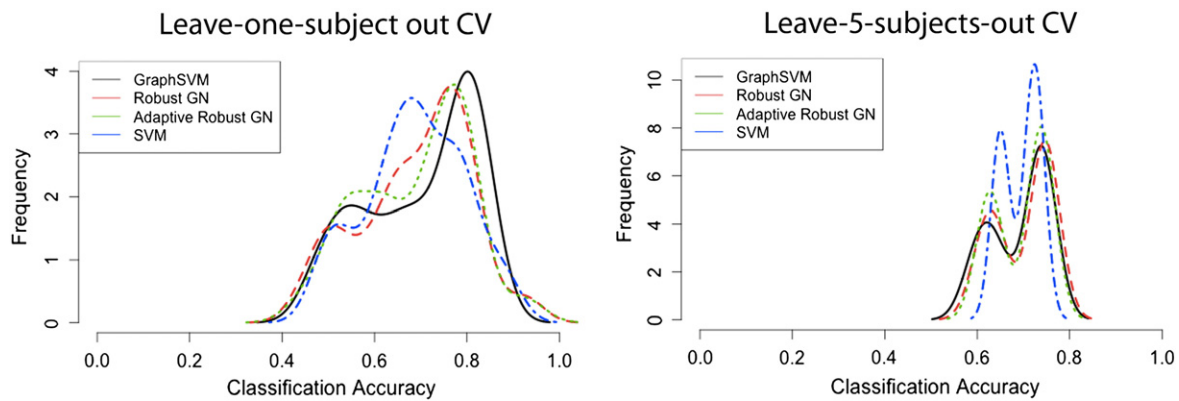 Leave-one-subject out CV
GraphSVM
Robust GN
Adaptive Robust GN
SVM
Frequency
0 1 2 3 4
0.0 0.2 0.4 0.6 0.8 1.0
Classification Accuracy
Leave-5-subjects-out CV
GraphSVM
Robust GN
Adaptive Robust GN
SVM
Frequency
0 2 4 6 8 10
0.0 0.2 0.4 0.6 0.8 1.0
Classification Accuracy